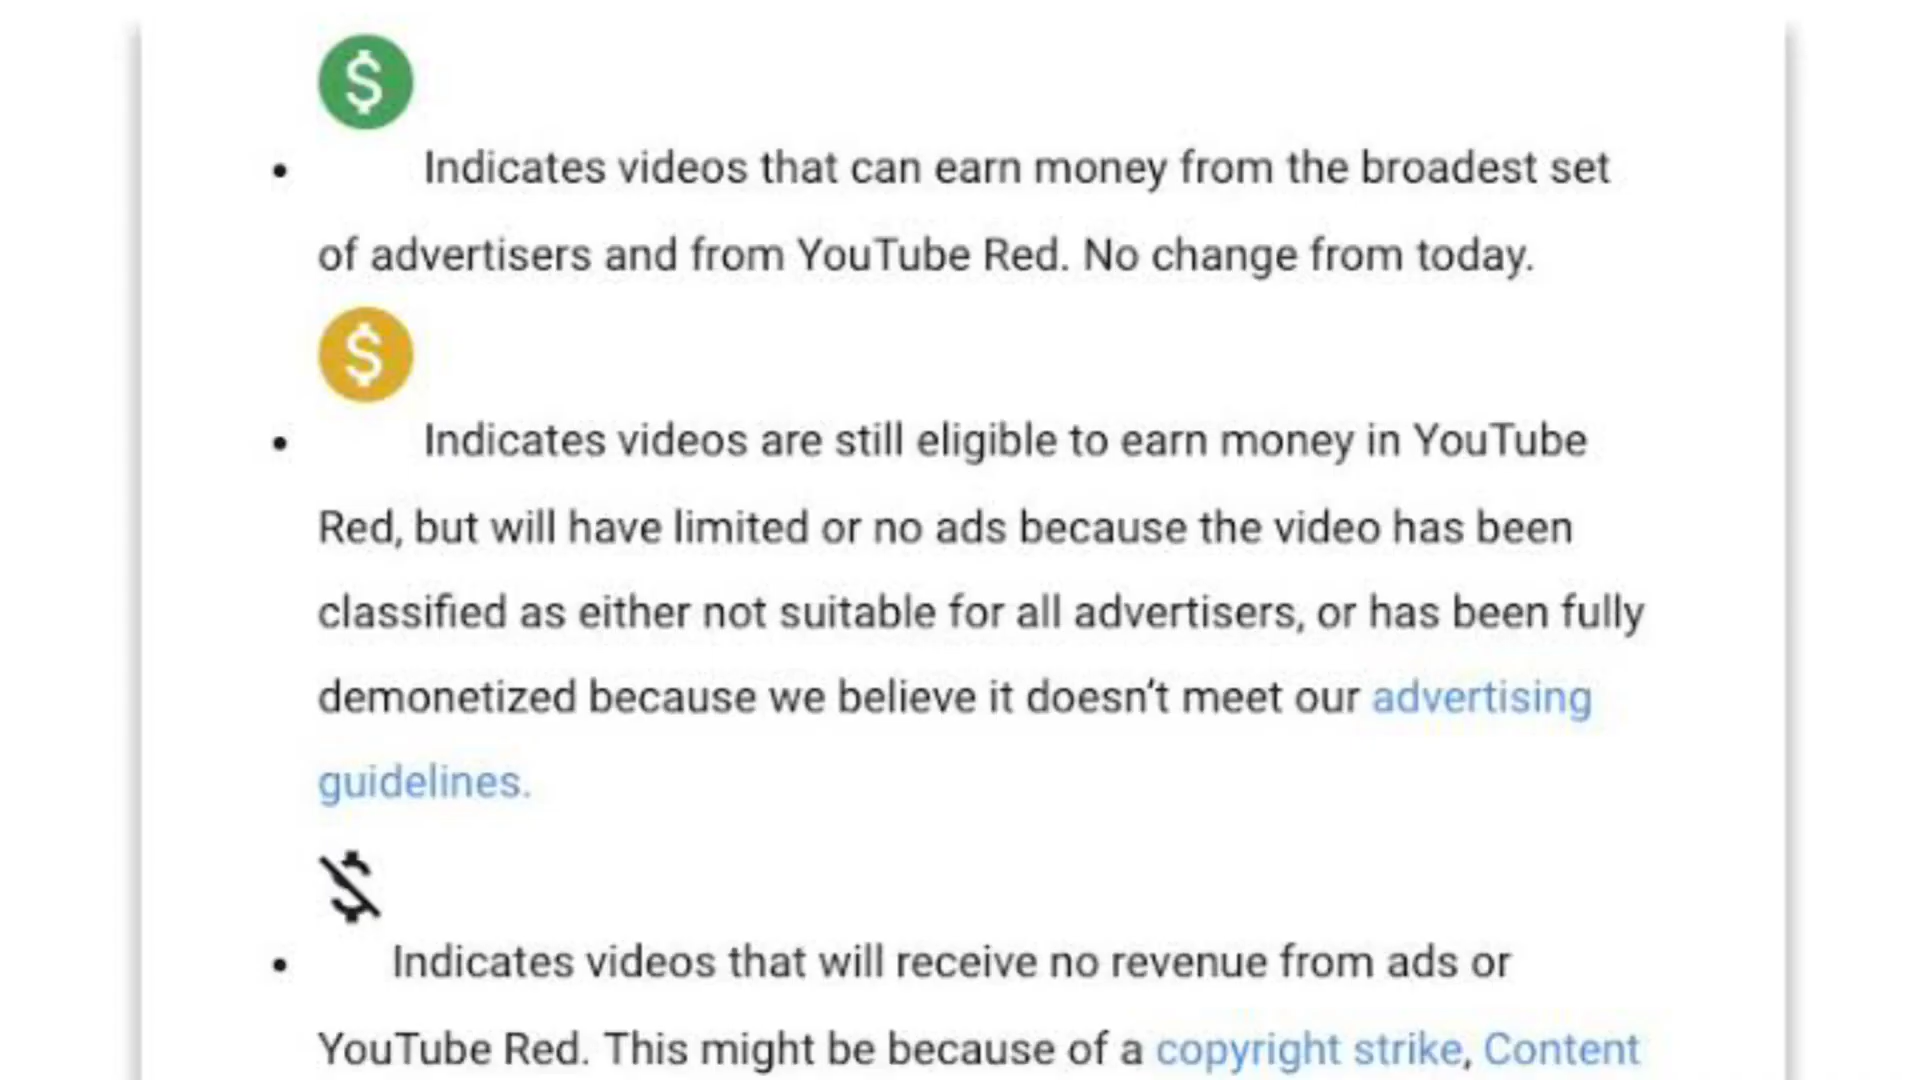 $
• Indicates videos that can earn money from the broadest set
of advertisers and from YouTube Red. No change from today.
$
• Indicates videos are still eligible to earn money in YouTube
Red, but will have limited or no ads because the video has been
classified as either not suitable for all advertisers, or has been fully
demonetized because we believe it doesn’t meet our advertising
guidelines.
$
• Indicates videos that will receive no revenue from ads or
YouTube Red. This might be because of a copyright strike, Content